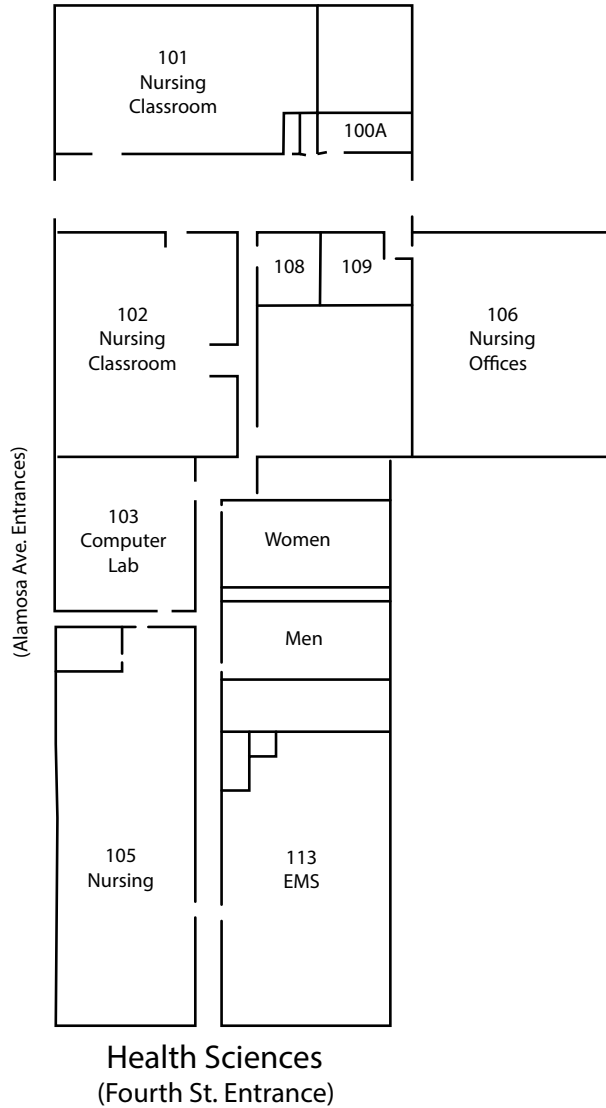 101
Nursing
Classroom
100A
108
109
102
Nursing
Classroom
106
Nursing
Offices
(Alamosa Ave. Entrances)
103
Computer
Lab
Women
Men
105
Nursing
113
EMS
Health Sciences
(Fourth St. Entrance)